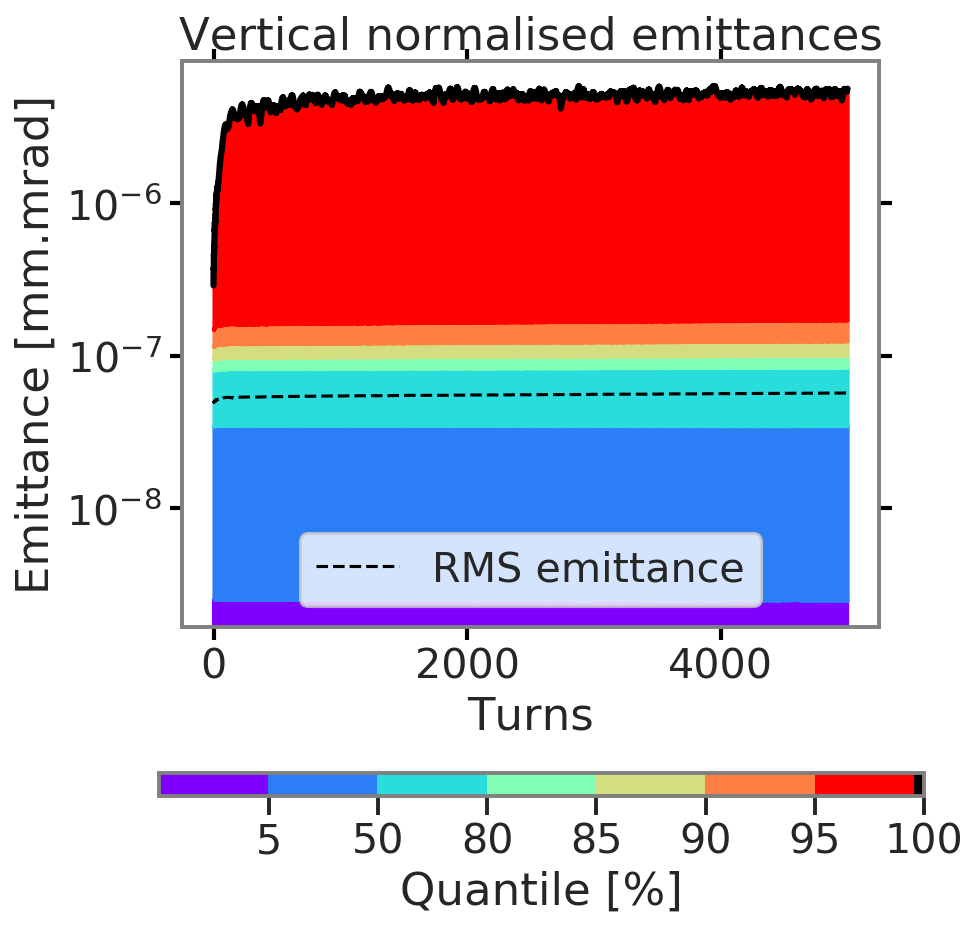 Vertical normalised emittances
Emittance [mm.mrad]
10⁻⁶
10⁻⁷
10⁻⁸
RMS emittance
0 2000 4000
Turns
5 50 80 85 90 95 100
Quantile [%]